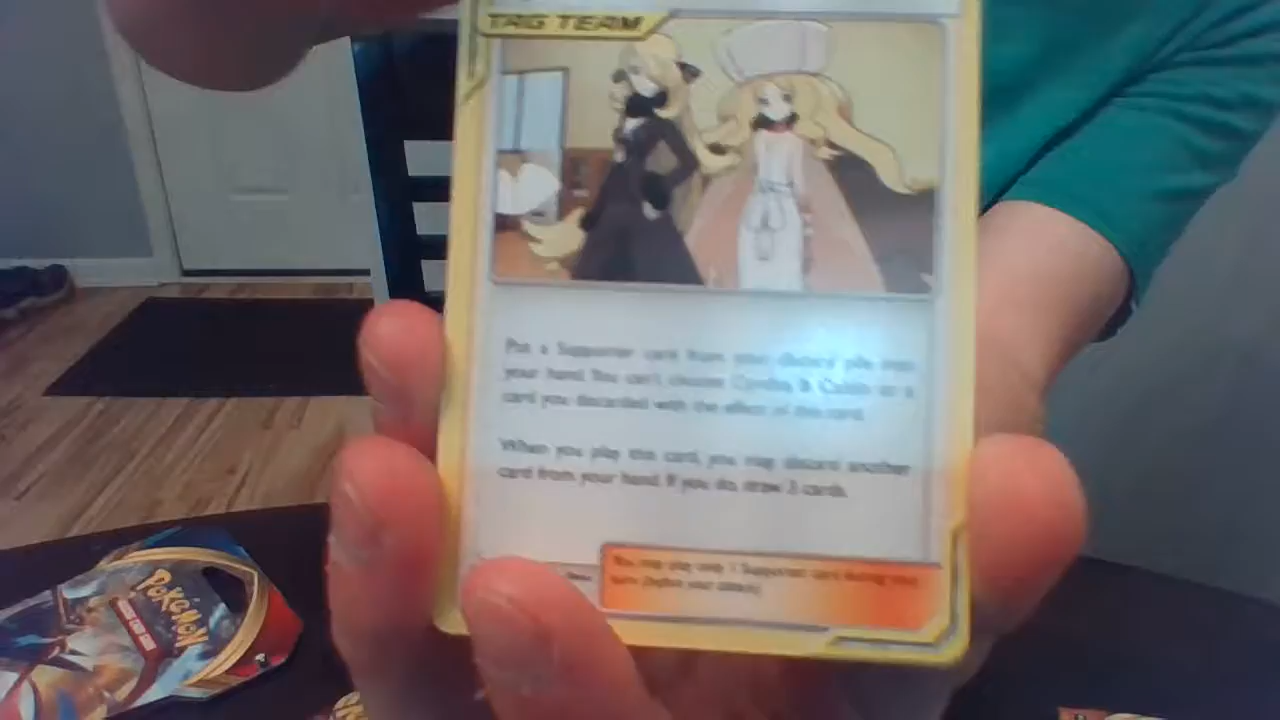 TAG TEAM
Put a Supporter card from your discard pile into
your hand. You can't choose Cynthia & Caitlin or a
card you discarded with the effect of this card.
When you play this card, you may discard another
card from your hand. If you do, draw 3 cards.
You may play only 1 Supporter card during your
turn (before your attack).
POKÉMON